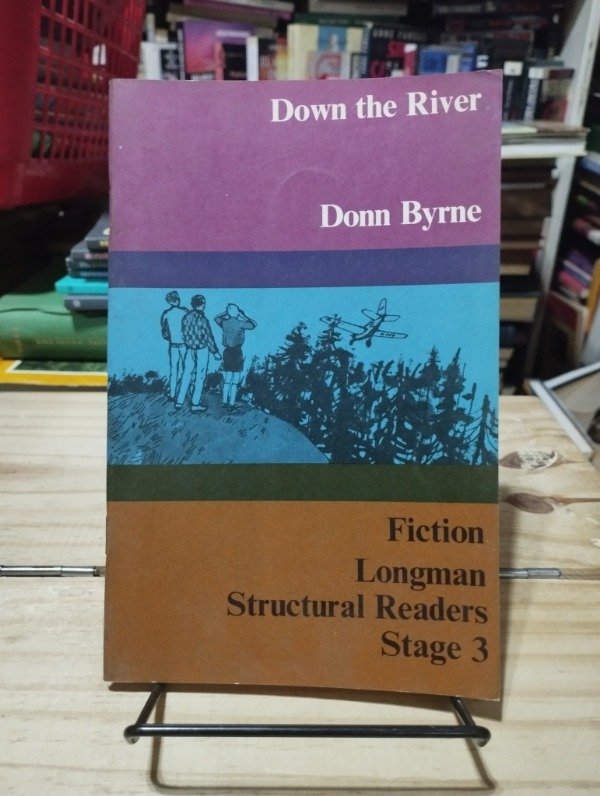 Down the River
Donn Byrne
Fiction
Longman
Structural Readers
Stage 3